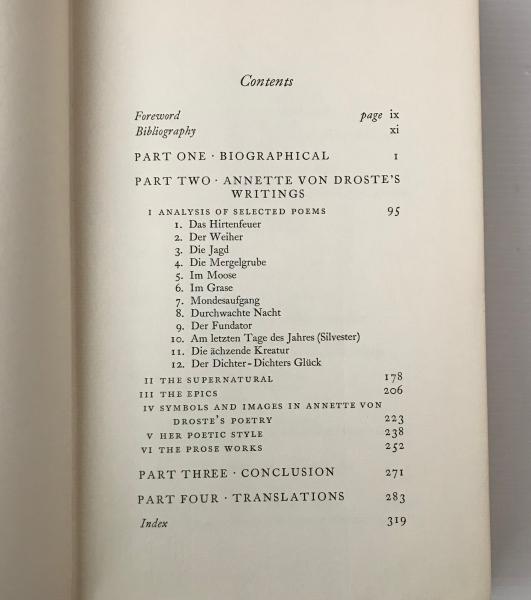 Contents
Foreword page ix
Bibliography xi
PART ONE · BIOGRAPHICAL 1
PART TWO · ANNETTE VON DROSTE'S
WRITINGS
I ANALYSIS OF SELECTED POEMS 95
1. Das Hirtenfeuer
2. Der Weiher
3. Die Jagd
4. Die Mergelgrube
5. Im Moose
6. Im Grase
7. Mondesaufgang
8. Durchwachte Nacht
9. Der Fundator
10. Am letzten Tage des Jahres (Silvester)
11. Die ächzende Kreatur
12. Der Dichter-Dichters Glück
II THE SUPERNATURAL 178
III THE EPICS 206
IV SYMBOLS AND IMAGES IN ANNETTE VON
DROSTE'S POETRY 223
V HER POETIC STYLE 238
VI THE PROSE WORKS 252
PART THREE · CONCLUSION 271
PART FOUR · TRANSLATIONS 283
Index 319